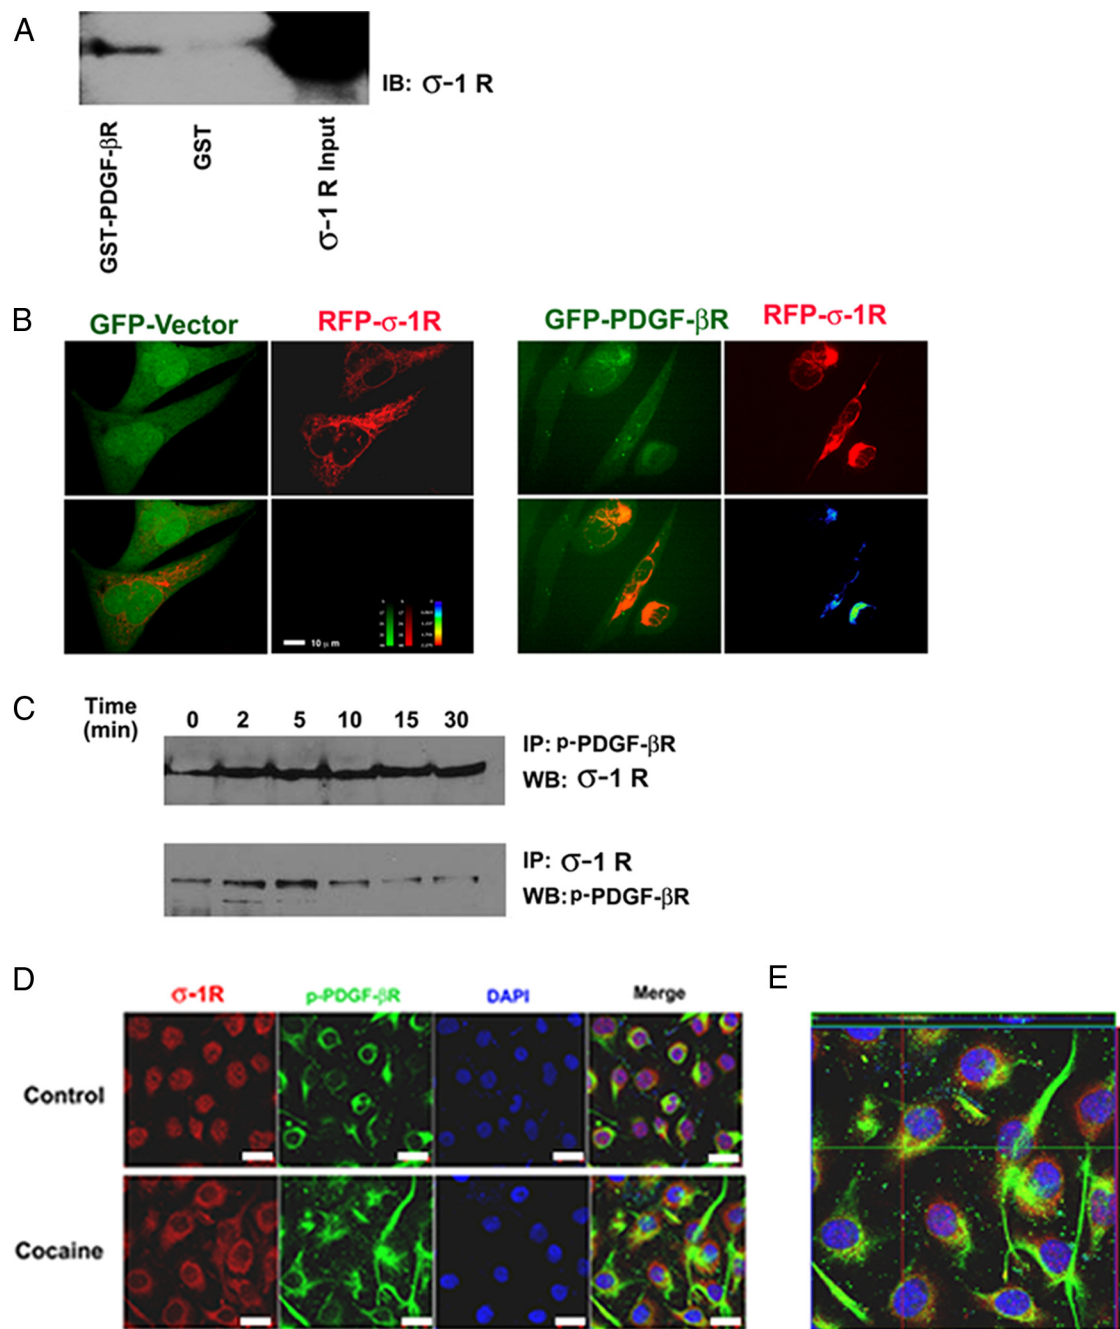 A
IB: σ-1 R
GST-PDGF-βR
GST
σ-1 R Input
B
GFP-Vector
RFP-σ-1R
GFP-PDGF-βR
RFP-σ-1R
10 μm
C
Time (min)
0 2 5 10 15 30
IP: p-PDGF-βR
WB: σ-1 R
IP: σ-1 R
WB: p-PDGF-βR
D
σ-1R
p-PDGF-βR
DAPI
Merge
Control
Cocaine
E